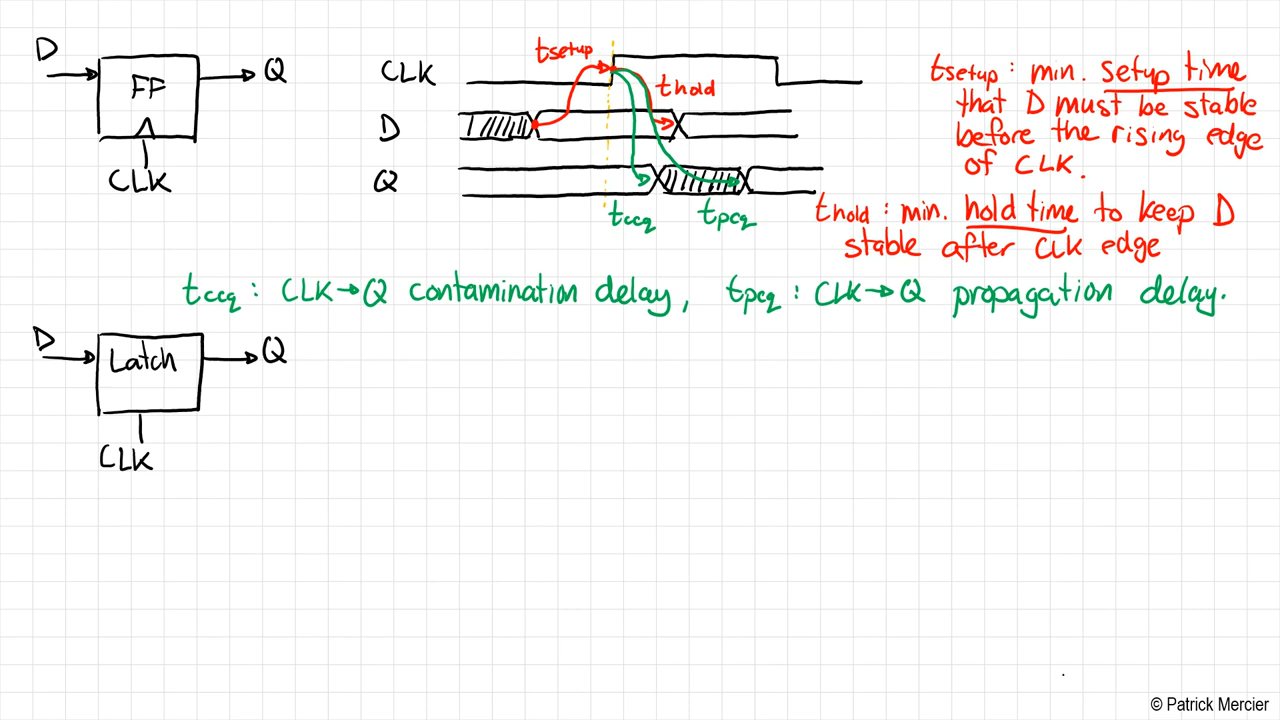 D
FF
Q
CLK
CLK
D
Q
tsetup
thold
tccq
tpcq
tsetup : min. setup time
that D must be stable
before the rising edge
of CLK.
thold : min. hold time to keep D
stable after CLK edge
tccq : CLK→Q contamination delay, tpcq : CLK→Q propagation delay.
D
Latch
Q
CLK
© Patrick Mercier